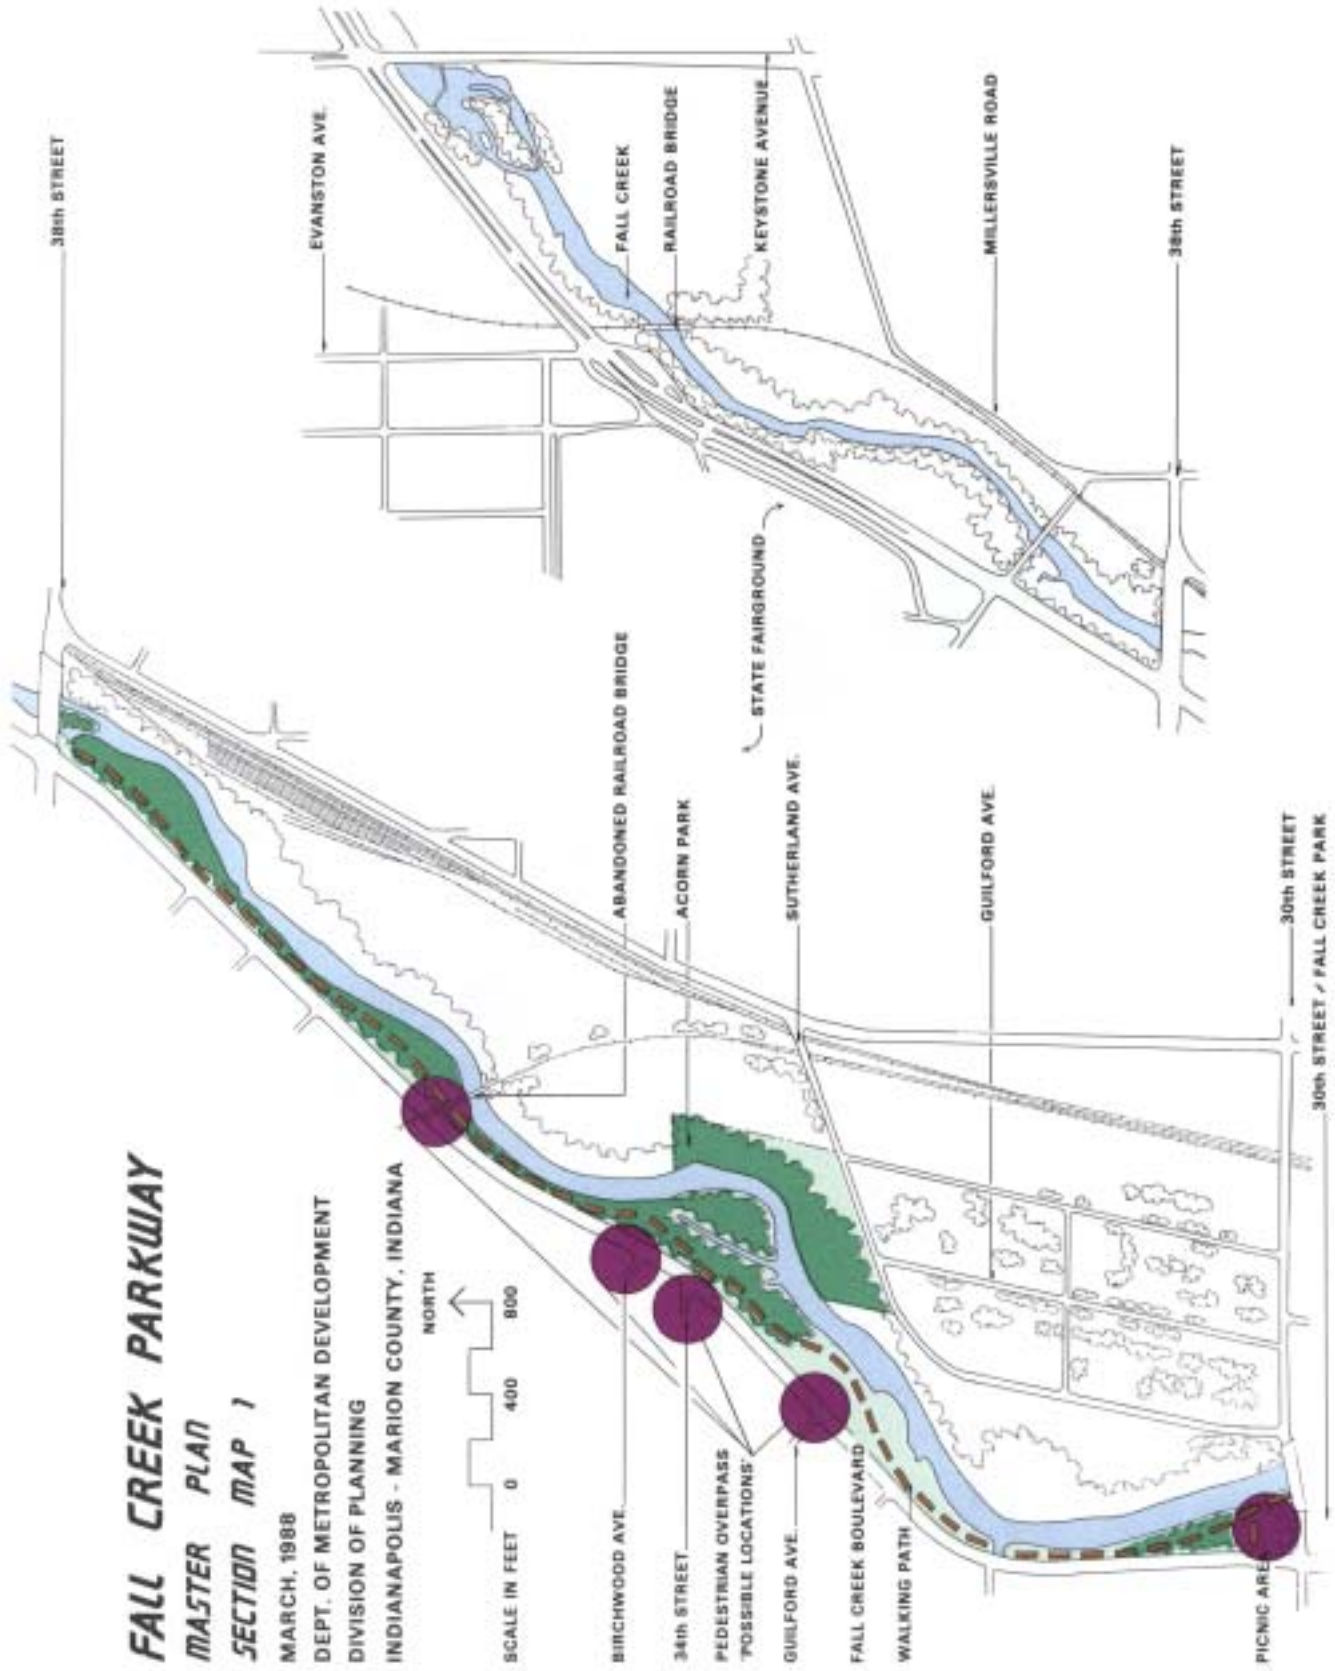 FALL CREEK PARKWAY
MASTER PLAN
SECTION MAP 1
MARCH, 1988
DEPT. OF METROPOLITAN DEVELOPMENT
DIVISION OF PLANNING
INDIANAPOLIS - MARION COUNTY, INDIANA
NORTH
SCALE IN FEET 0 400 800
BIRCHWOOD AVE.
34th STREET
PEDESTRIAN OVERPASS
'POSSIBLE LOCATIONS'
GUILFORD AVE.
FALL CREEK BOULEVARD
WALKING PATH
PICNIC AREA
38th STREET
ABANDONED RAILROAD BRIDGE
ACORN PARK
SUTHERLAND AVE.
GUILFORD AVE.
30th STREET
30th STREET / FALL CREEK PARK
EVANSTON AVE.
FALL CREEK
RAILROAD BRIDGE
KEYSTONE AVENUE
STATE FAIRGROUND
MILLERSVILLE ROAD
38th STREET